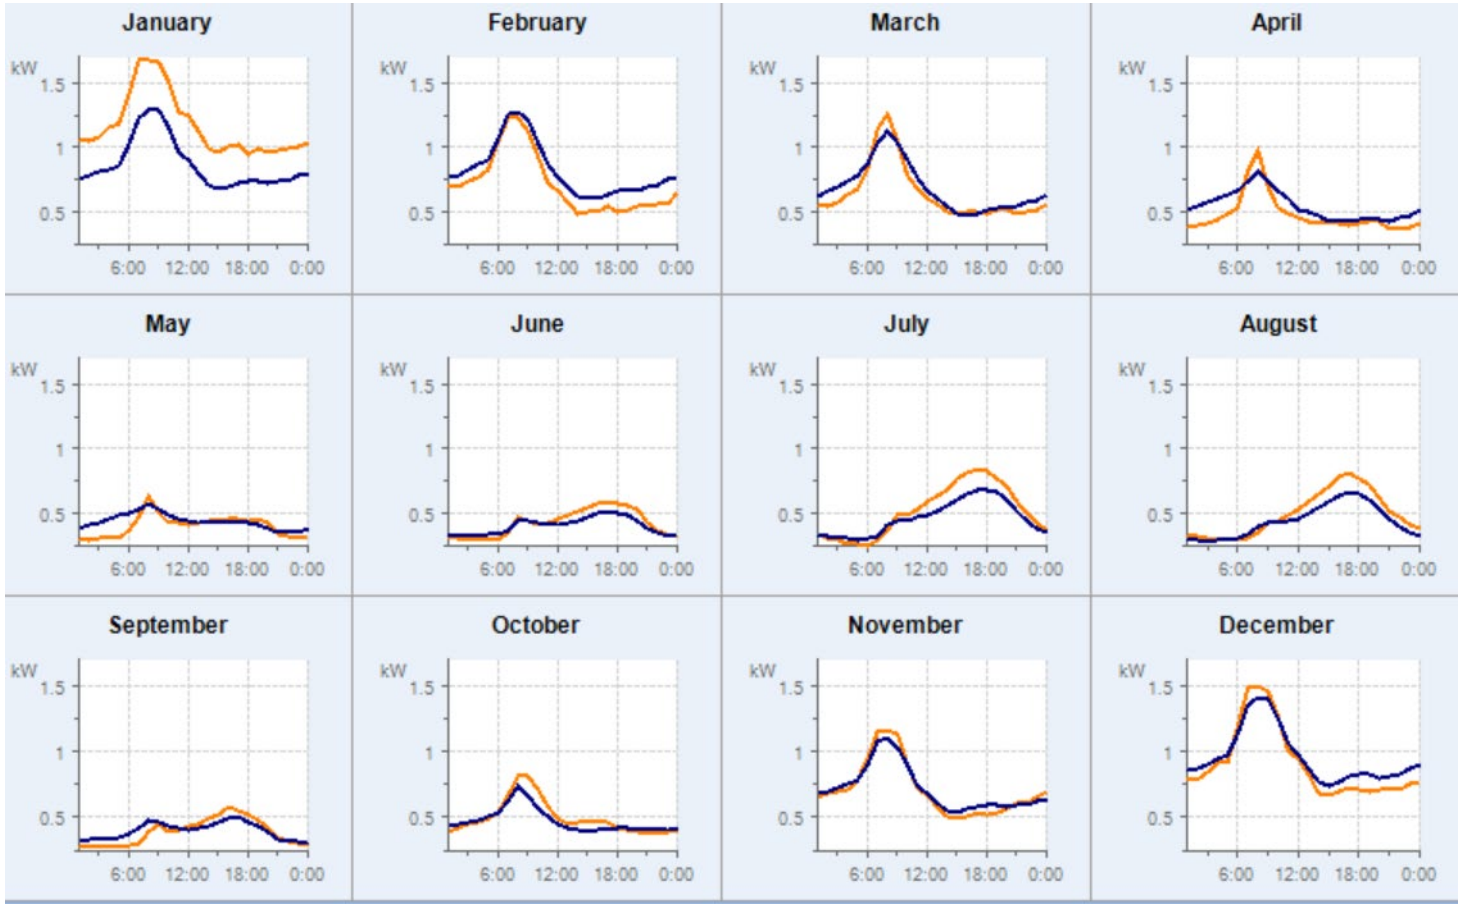 January February March April
kW 1.5 kW 1.5 kW 1.5 kW 1.5
1 1 1 1
0.5 0.5 0.5 0.5
6:00 12:00 18:00 0:00 6:00 12:00 18:00 0:00 6:00 12:00 18:00 0:00 6:00 12:00 18:00 0:00
May June July August
kW 1.5 kW 1.5 kW 1.5 kW 1.5
1 1 1 1
0.5 0.5 0.5 0.5
6:00 12:00 18:00 0:00 6:00 12:00 18:00 0:00 6:00 12:00 18:00 0:00 6:00 12:00 18:00 0:00
September October November December
kW 1.5 kW 1.5 kW 1.5 kW 1.5
1 1 1 1
0.5 0.5 0.5 0.5
6:00 12:00 18:00 0:00 6:00 12:00 18:00 0:00 6:00 12:00 18:00 0:00 6:00 12:00 18:00 0:00